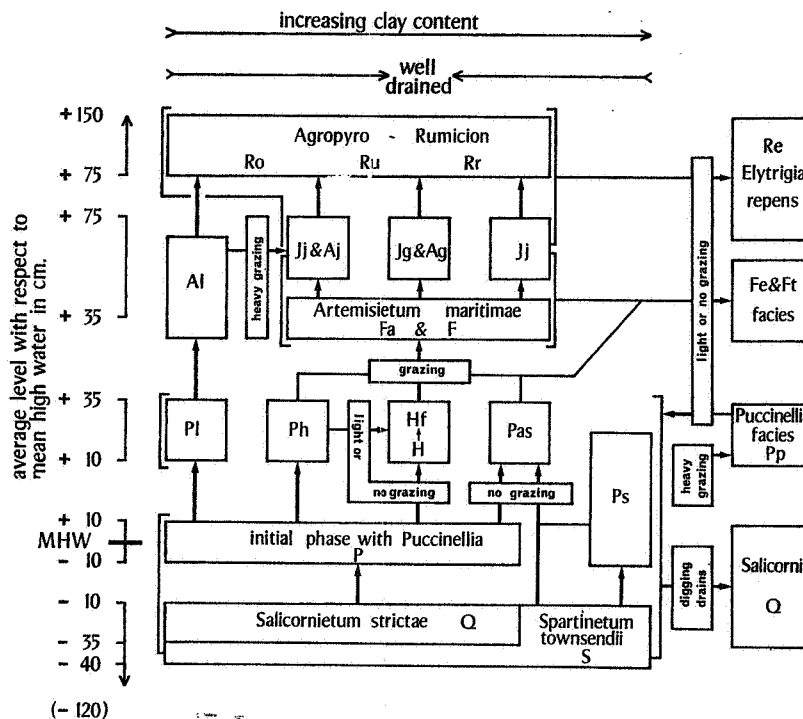 increasing clay content
well
drained
average level with respect to
mean high water in cm.
+ 150
+ 75
+ 75
+ 35
+ 35
+ 10
+ 10
MHW
- 10
- 10
- 35
- 40
(- 120)
Agropyro - Rumicion
Ro Ru Rr
Re
Elytrigia
repens
Al
heavy grazing
Jj & Aj
Jg & Ag
Jj
Artemisietum maritimae
Fa & F
light or no grazing
Fe&Ft
facies
grazing
Pl
Ph
light or
no grazing
Hf
H
Pas
no grazing
Ps
Puccinellia
facies
Pp
heavy
grazing
initial phase with Puccinellia
P
digging
drains
Salicorni
Q
Salicornietum strictae Q
Spartinetum
townsendii
S